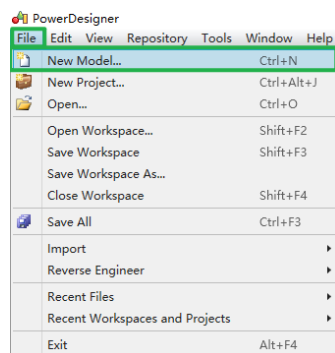 PowerDesigner
File Edit View Repository Tools Window Help
New Model... Ctrl+N
New Project... Ctrl+Alt+J
Open... Ctrl+O
Open Workspace... Shift+F2
Save Workspace Shift+F3
Save Workspace As...
Close Workspace Shift+F4
Save All Ctrl+F3
Import
Reverse Engineer
Recent Files
Recent Workspaces and Projects
Exit Alt+F4